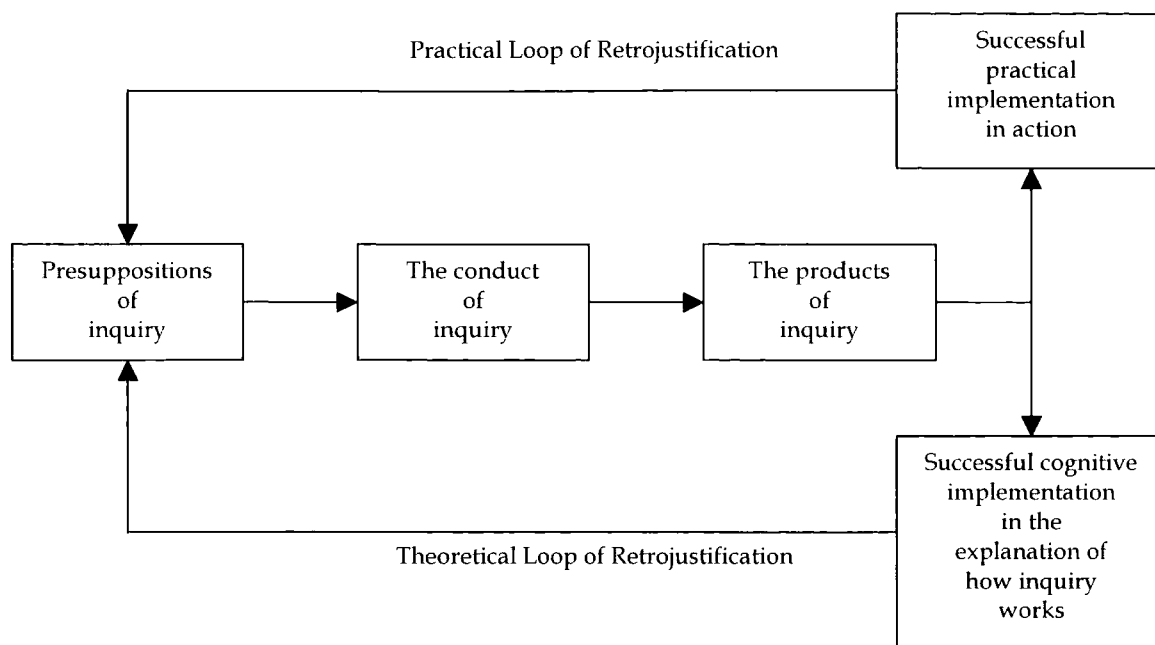 Practical Loop of Retrojustification
Successful
practical
implementation
in action
Presuppositions
of
inquiry
The conduct
of
inquiry
The products
of
inquiry
Theoretical Loop of Retrojustification
Successful cognitive
implementation
in the
explanation of
how inquiry
works